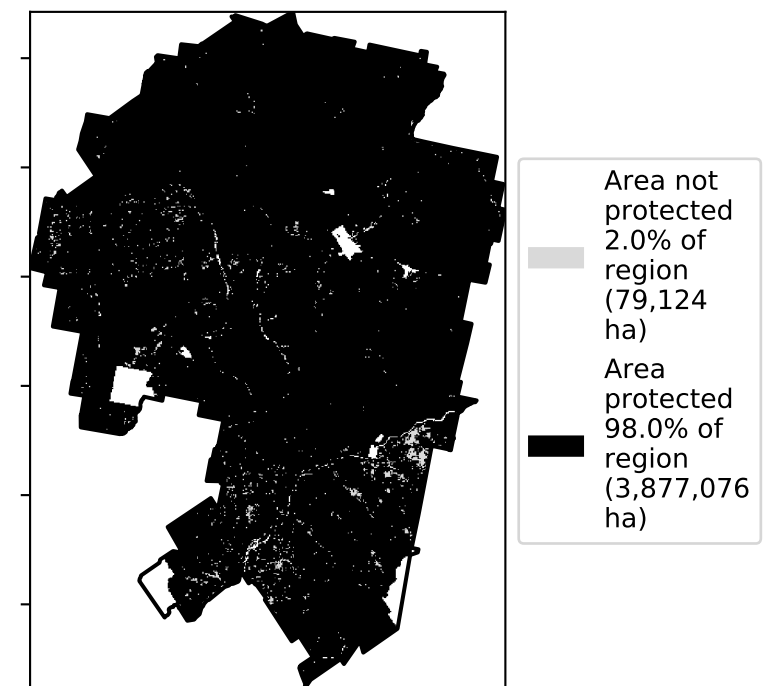 Area not
protected
2.0% of
region
(79,124
ha)
Area
protected
98.0% of
region
(3,877,076
ha)